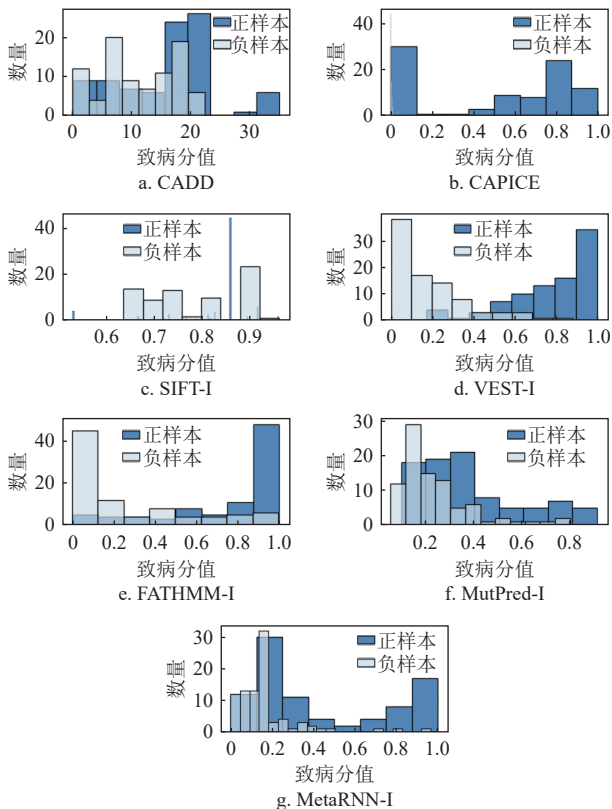 数量
20
10
0
正样本
负样本
0 10 20 30
致病分值
a. CADD
数量
40
20
0
正样本
负样本
0 0.2 0.4 0.6 0.8 1.0
致病分值
b. CAPICE
数量
40
20
0
正样本
负样本
0.6 0.7 0.8 0.9
致病分值
c. SIFT-I
数量
30
20
10
0
正样本
负样本
0 0.2 0.4 0.6 0.8 1.0
致病分值
d. VEST-I
数量
40
20
0
正样本
负样本
0 0.2 0.4 0.6 0.8 1.0
致病分值
e. FATHMM-I
数量
30
20
10
0
正样本
负样本
0.2 0.4 0.6 0.8
致病分值
f. MutPred-I
数量
30
20
10
0
正样本
负样本
0 0.2 0.4 0.6 0.8 1.0
致病分值
g. MetaRNN-I